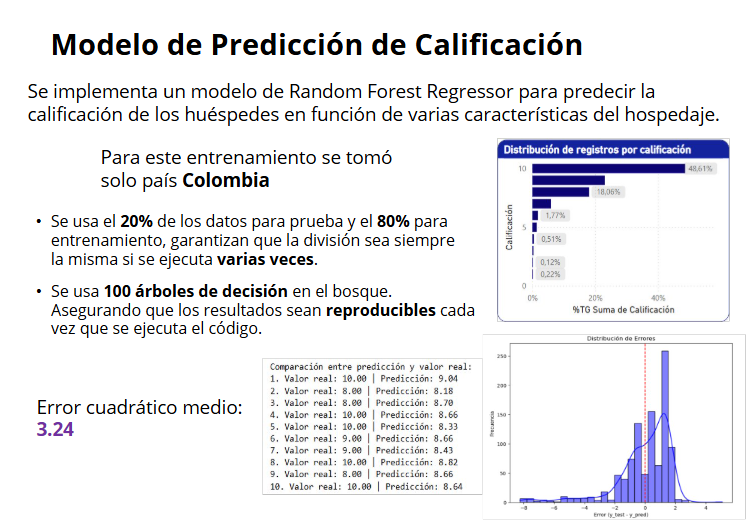 Modelo de Predicción de Calificación
Se implementa un modelo de Random Forest Regressor para predecir la
calificación de los huéspedes en función de varias características del hospedaje.
Para este entrenamiento se tomó
solo país Colombia
• Se usa el 20% de los datos para prueba y el 80% para
entrenamiento, garantizan que la división sea siempre
la misma si se ejecuta varias veces.
• Se usa 100 árboles de decisión en el bosque.
Asegurando que los resultados sean reproducibles cada
vez que se ejecuta el código.
Error cuadrático medio:
3.24
Comparación entre predicción y valor real:
1. Valor real: 10.00 | Predicción: 9.04
2. Valor real: 8.00 | Predicción: 8.18
3. Valor real: 8.00 | Predicción: 8.70
4. Valor real: 10.00 | Predicción: 8.66
5. Valor real: 10.00 | Predicción: 8.33
6. Valor real: 9.00 | Predicción: 8.66
7. Valor real: 9.00 | Predicción: 8.43
8. Valor real: 10.00 | Predicción: 8.82
9. Valor real: 8.00 | Predicción: 8.66
10. Valor real: 10.00 | Predicción: 8.64
Distribución de registros por calificación
Calificación
10
5
0
48,61%
18,06%
1,77%
0,51%
0,12%
0,22%
0% 20% 40%
%TG Suma de Calificación
Distribución de Errores
Frecuencia
250
200
150
100
50
0
-8 -6 -4 -2 0 2 4
Error (y_test - y_pred)